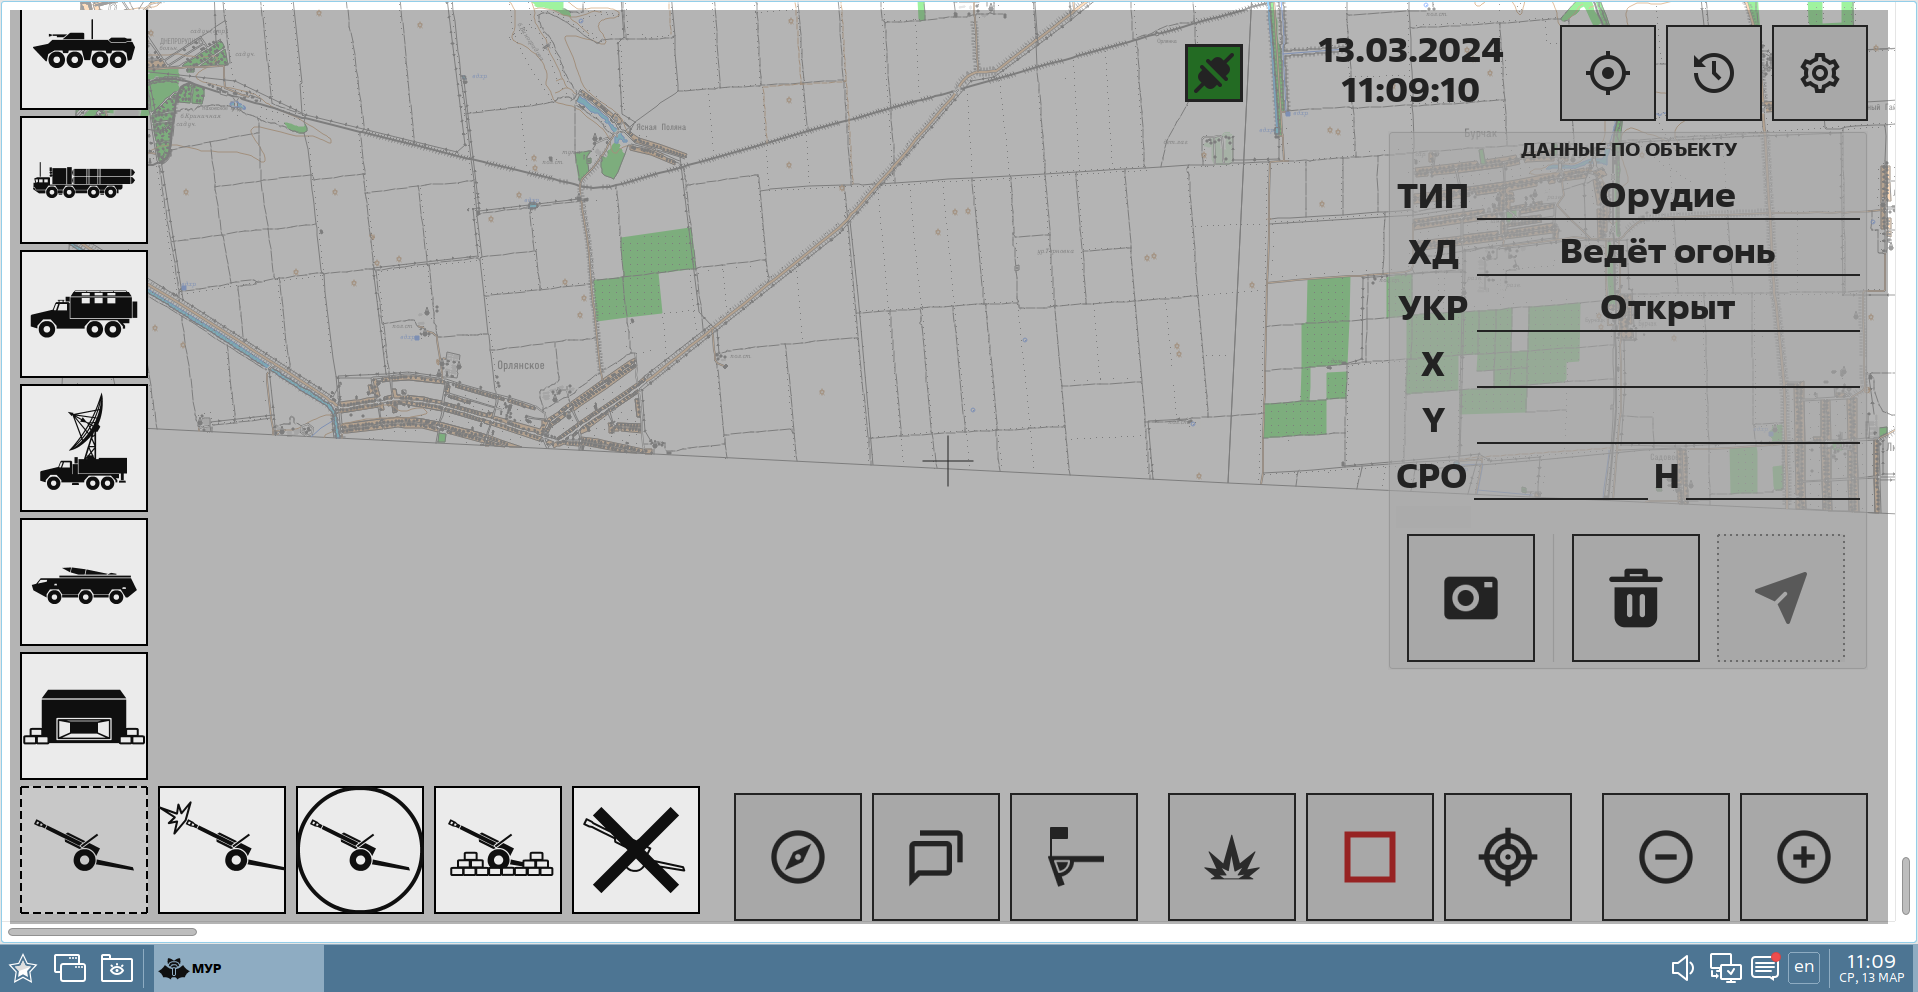 13.03.2024
11:09:10
Ясная Поляна
Бурчак
ДАННЫЕ ПО ОБЪЕКТУ
ТИП Орудие
ХД Ведёт огонь
УКР Открыт
X
Y
СРО H
Орлянское
МУР
en
11:09
СР, 13 МАР